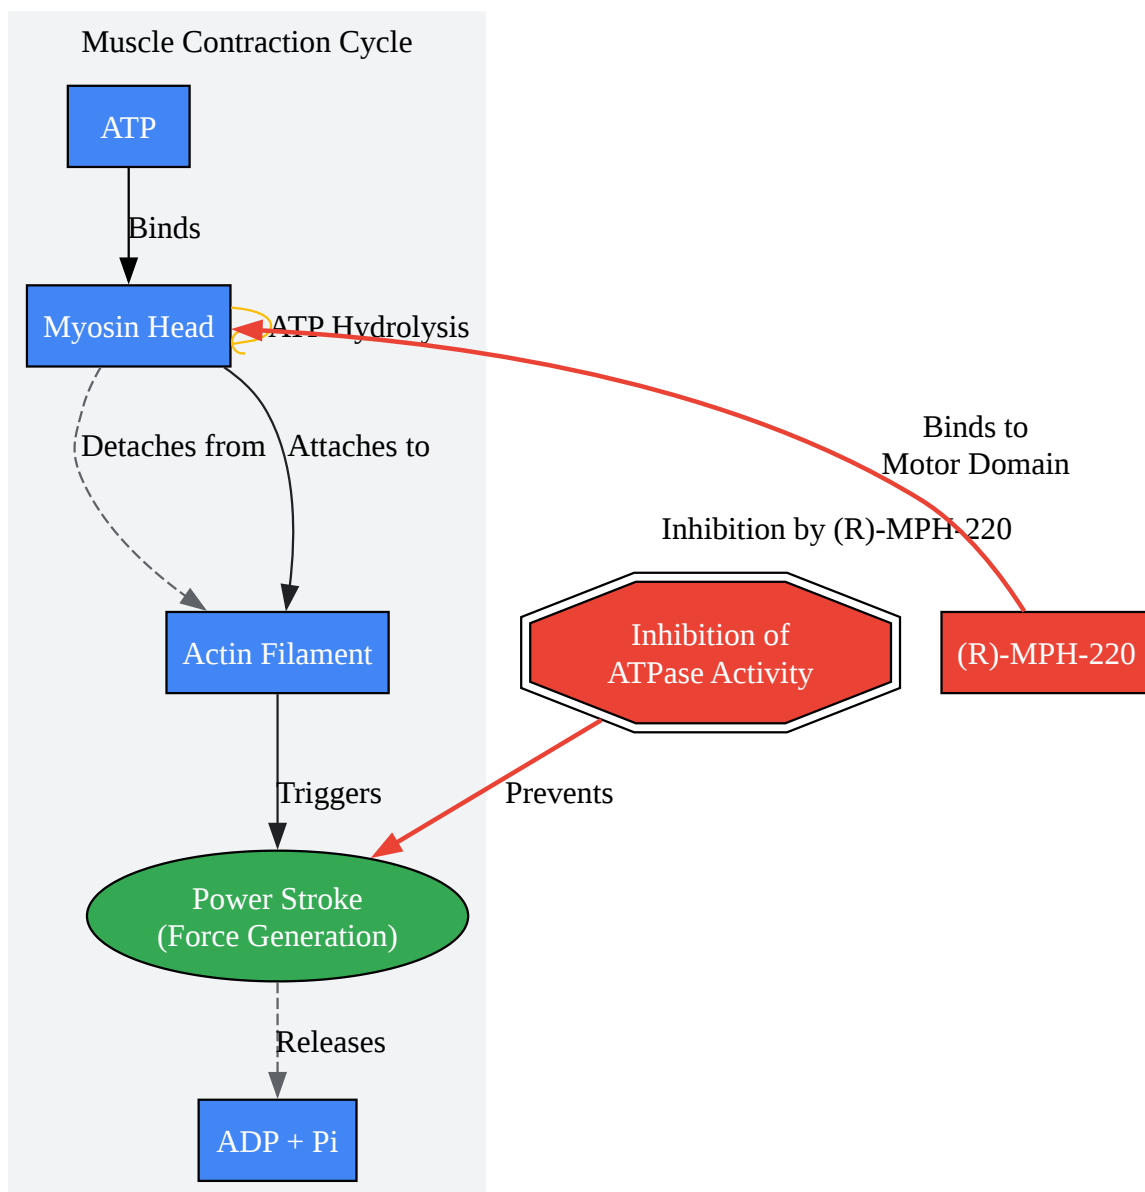 Muscle Contraction Cycle
ATP
Binds
Myosin Head
ATP Hydrolysis
Detaches from
Attaches to
Binds to
Motor Domain
Inhibition by (R)-MPH-220
Inhibition of
ATPase Activity
(R)-MPH-220
Actin Filament
Triggers
Prevents
Power Stroke
(Force Generation)
Releases
ADP + Pi